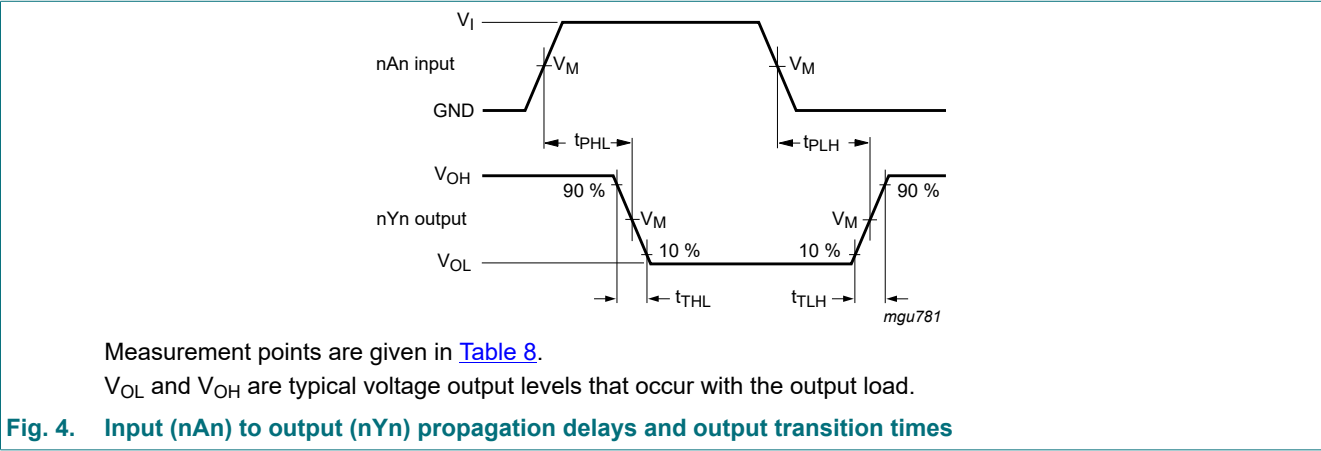 VI
nAn input
VM
VM
GND
tPHL
tPLH
VOH
90 %
90 %
nYn output
VM
VM
10 %
10 %
VOL
tTHL
tTLH
mgu781
Measurement points are given in Table 8.
VOL and VOH are typical voltage output levels that occur with the output load.
Fig. 4. Input (nAn) to output (nYn) propagation delays and output transition times